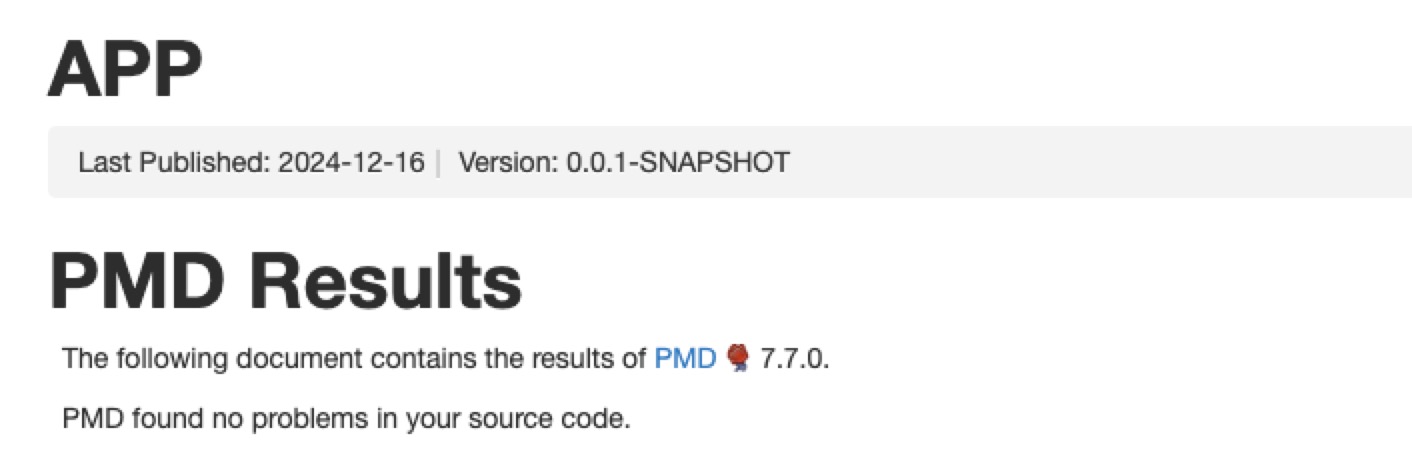 APP
Last Published: 2024-12-16 | Version: 0.0.1-SNAPSHOT
PMD Results
The following document contains the results of PMD 7.7.0.
PMD found no problems in your source code.